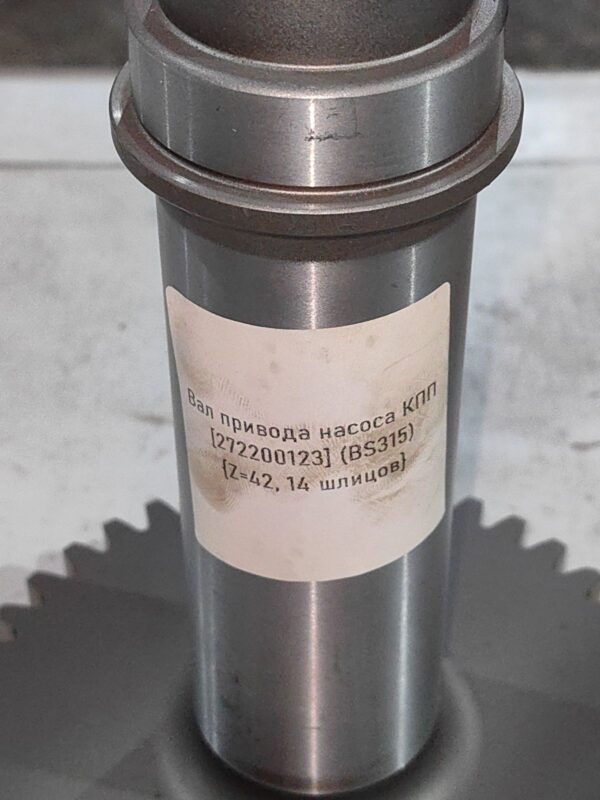 Вал привода насоса КПП
[272200123] (BS315)
{Z=42, 14 шлицов}